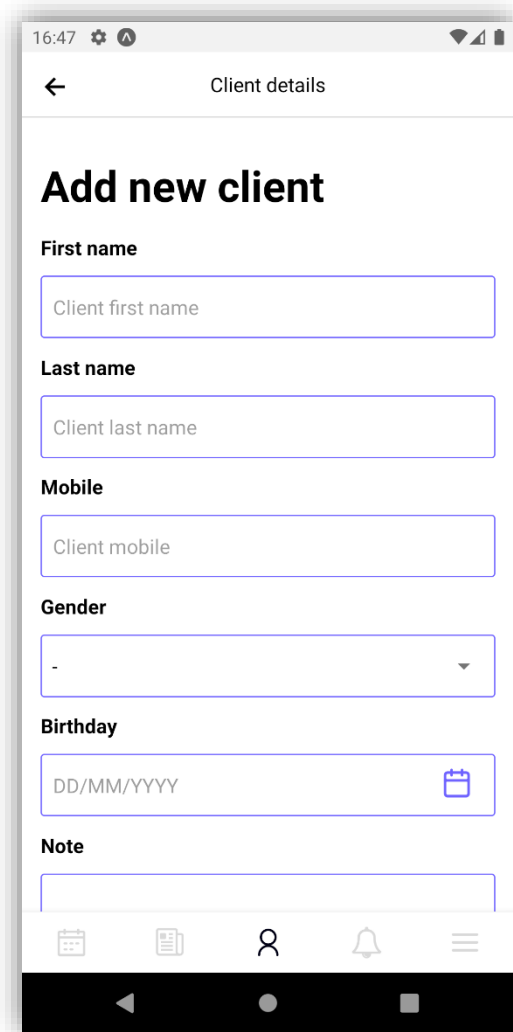 16:47
Client details
Add new client
First name
Client first name
Last name
Client last name
Mobile
Client mobile
Gender
-
Birthday
DD/MM/YYYY
Note